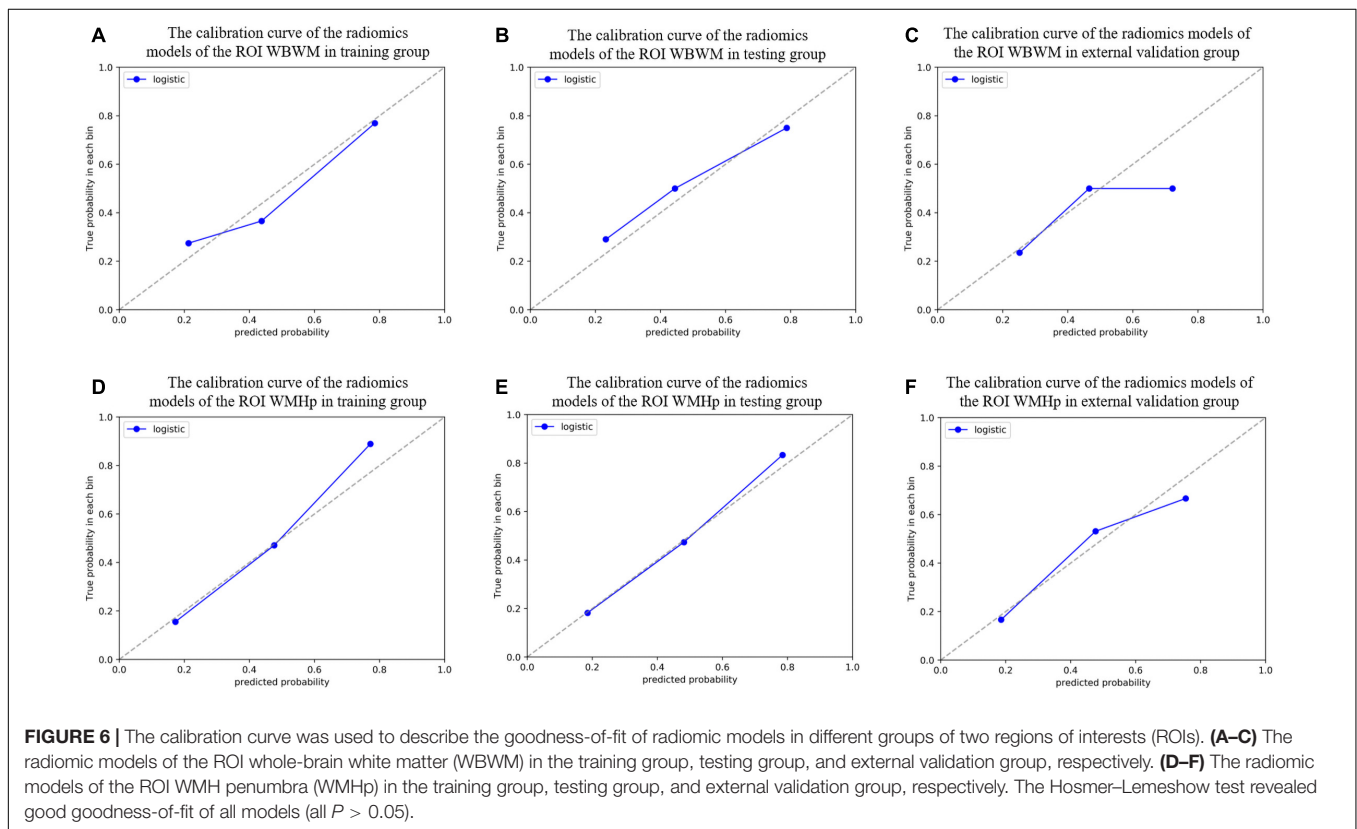 A
The calibration curve of the radiomics
models of the ROI WBWM in training group
logistic
True probability in each bin
1.0
0.8
0.6
0.4
0.2
0.0
0.0 0.2 0.4 0.6 0.8 1.0
predicted probability
B
The calibration curve of the radiomics
models of the ROI WBWM in testing group
logistic
True probability in each bin
1.0
0.8
0.6
0.4
0.2
0.0
0.0 0.2 0.4 0.6 0.8 1.0
predicted probability
C
The calibration curve of the radiomics models of
the ROI WBWM in external validation group
logistic
True probability in each bin
1.0
0.8
0.6
0.4
0.2
0.0
0.0 0.2 0.4 0.6 0.8 1.0
predicted probability
D
The calibration curve of the radiomics
models of the ROI WMHp in training group
logistic
True probability in each bin
1.0
0.8
0.6
0.4
0.2
0.0
0.0 0.2 0.4 0.6 0.8 1.0
predicted probability
E
The calibration curve of the radiomics
models of the ROI WMHp in testing group
logistic
True probability in each bin
1.0
0.8
0.6
0.4
0.2
0.0
0.0 0.2 0.4 0.6 0.8 1.0
predicted probability
F
The calibration curve of the radiomics models of
the ROI WMHp in external validation group
logistic
True probability in each bin
1.0
0.8
0.6
0.4
0.2
0.0
0.0 0.2 0.4 0.6 0.8 1.0
predicted probability
FIGURE 6 | The calibration curve was used to describe the goodness-of-fit of radiomic models in different groups of two regions of interests (ROIs). (A–C) The
radiomic models of the ROI whole-brain white matter (WBWM) in the training group, testing group, and external validation group, respectively. (D–F) The radiomic
models of the ROI WMH penumbra (WMHp) in the training group, testing group, and external validation group, respectively. The Hosmer–Lemeshow test revealed
good goodness-of-fit of all models (all P > 0.05).